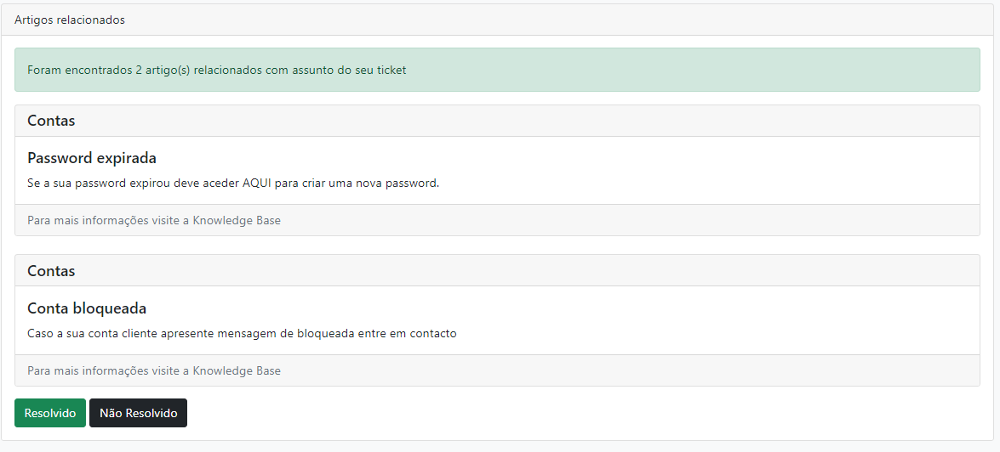 Artigos relacionados
Foram encontrados 2 artigo(s) relacionados com assunto do seu ticket
Contas
Password expirada
Se a sua password expirou deve aceder AQUI para criar uma nova password.
Para mais informações visite a Knowledge Base
Contas
Conta bloqueada
Caso a sua conta cliente apresente mensagem de bloqueada entre em contacto
Para mais informações visite a Knowledge Base
Resolvido Não Resolvido